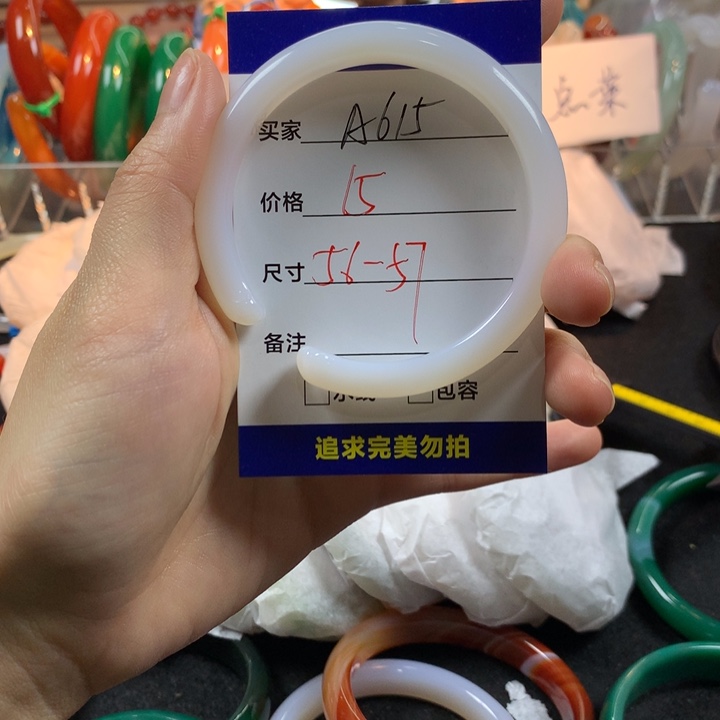 买家 A615
价格 15
尺寸 56-57
备注
包容
追求完美勿拍